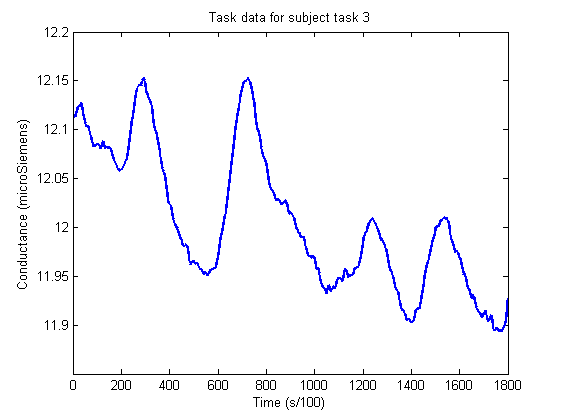 Task data for subject task 3
12.2
12.15
12.1
12.05
12
11.95
11.9
Conductance (microSiemens)
0 200 400 600 800 1000 1200 1400 1600 1800
Time (s/100)